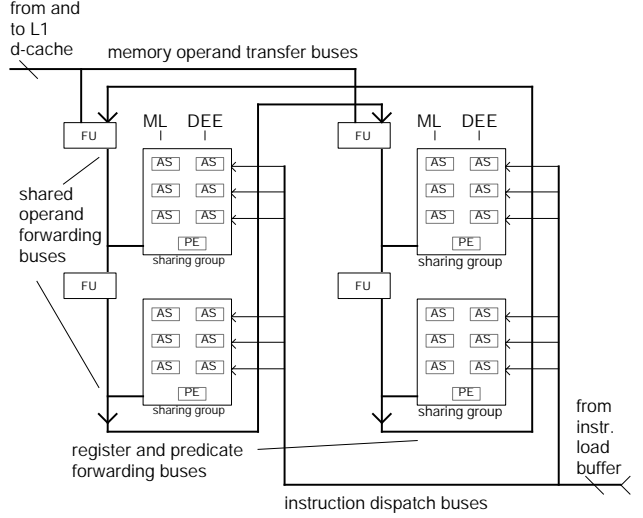 from and
to L1
d-cache
memory operand transfer buses
ML DEE
ML DEE
FU
FU
AS AS
AS AS
AS AS
AS AS
AS AS
AS AS
PE
PE
sharing group
sharing group
shared
operand
forwarding
buses
FU
FU
AS AS
AS AS
AS AS
AS AS
AS AS
AS AS
PE
PE
sharing group
sharing group
from
instr.
load
buffer
register and predicate
forwarding buses
instruction dispatch buses